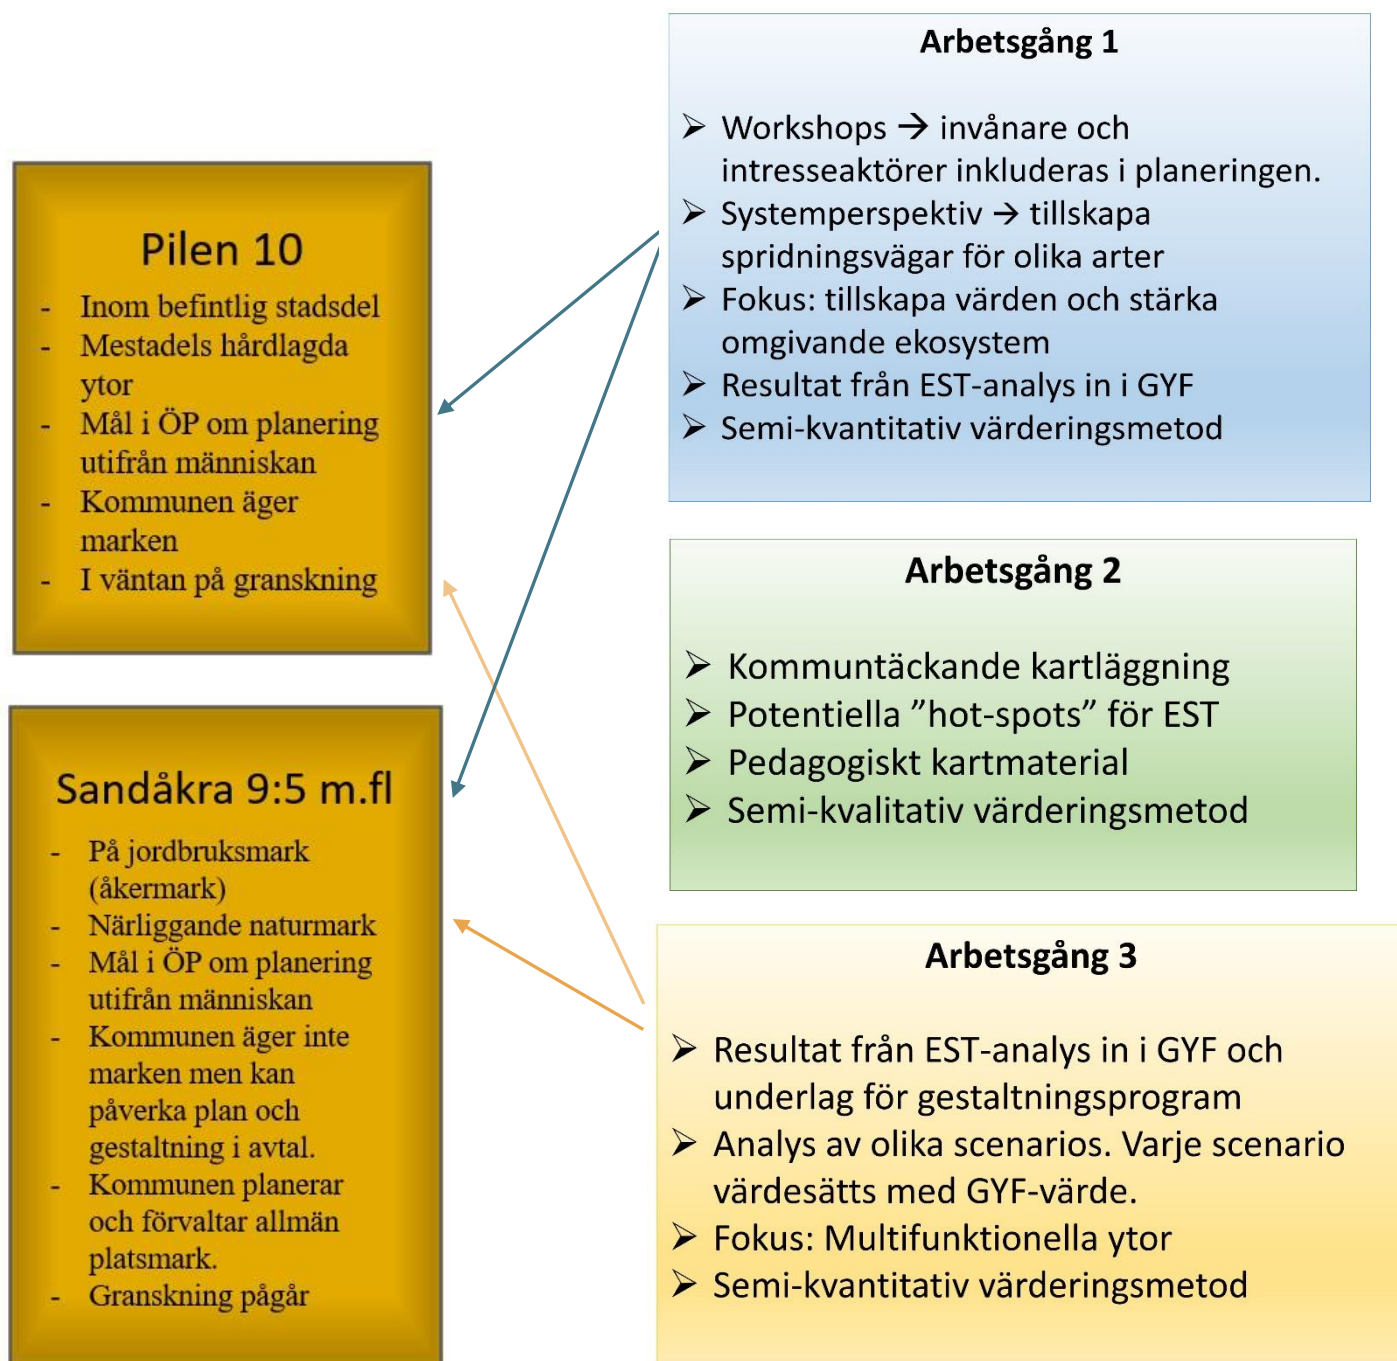 Pilen 10
- Inom befintlig stadsdel
- Mestadels hårdlagda
ytor
- Mål i ÖP om planering
utifrån människan
- Kommunen äger
marken
- I väntan på granskning
Sandåkra 9:5 m.fl
- På jordbruksmark
(åkermark)
- Närliggande naturmark
- Mål i ÖP om planering
utifrån människan
- Kommunen äger inte
marken men kan
påverka plan och
gestaltning i avtal.
- Kommunen planerar
och förvaltar allmän
platsmark.
- Granskning pågår
Arbetsgång 1
➢ Workshops → invånare och
intresseaktörer inkluderas i planeringen.
➢ Systemperspektiv → tillskapa
spridningsvägar för olika arter
➢ Fokus: tillskapa värden och stärka
omgivande ekosystem
➢ Resultat från EST-analys in i GYF
➢ Semi-kvantitativ värderingsmetod
Arbetsgång 2
➢ Kommuntäckande kartläggning
➢ Potentiella ”hot-spots” för EST
➢ Pedagogiskt kartmaterial
➢ Semi-kvalitativ värderingsmetod
Arbetsgång 3
➢ Resultat från EST-analys in i GYF och
underlag för gestaltningsprogram
➢ Analys av olika scenarios. Varje scenario
värdesätts med GYF-värde.
➢ Fokus: Multifunktionella ytor
➢ Semi-kvantitativ värderingsmetod